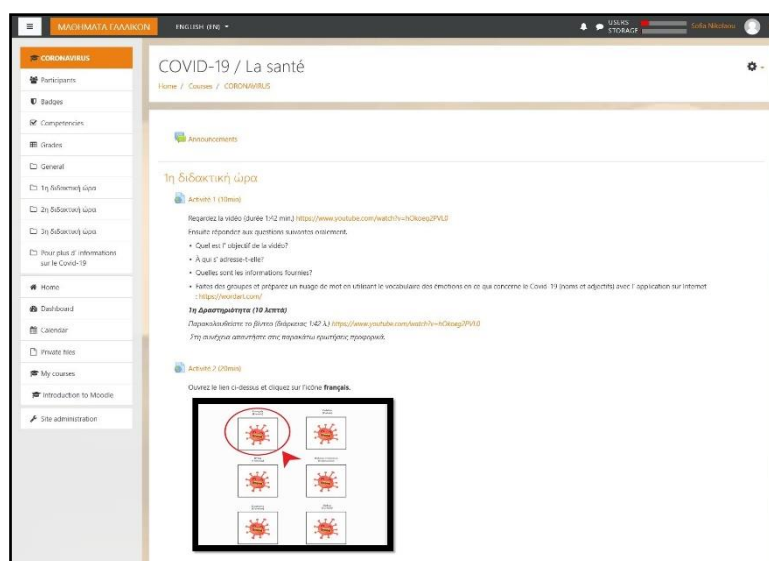 ΜΑΘΗΜΑΤΑ ΓΑΛΛΙΚΩΝ
ENGLISH (EN)
USERS
STORAGE
Sofia Nikolaou
CORONAVIRUS
Participants
Badges
Competencies
Grades
General
1η διδακτική ώρα
2η διδακτική ώρα
3η διδακτική ώρα
Pour plus d' informations
sur le Covid-19
Home
Dashboard
Calendar
Private files
My courses
Introduction to Moodle
Site administration
COVID-19 / La santé
Home / Courses / CORONAVIRUS
Announcements
1η διδακτική ώρα
Activité 1 (10min)
Regardez la vidéo (durée 1:42 min.) https://www.youtube.com/watch?v=hOkoeg2PVL0
Ensuite répondez aux questions suivantes oralement.
• Quel est l' objectif de la vidéo?
• À qui s' adresse-t-elle?
• Quelles sont les informations fournies?
• Faites des groupes et préparez un nuage de mot en utilisant le vocabulaire des émotions en ce qui concerne le Covid-19 (noms et adjectifs) avec l' application sur Internet
: https://wordart.com/
1η Δραστηριότητα (10 λεπτά)
Παρακολουθείστε το βίντεο (διάρκειας 1:42 λ.) https://www.youtube.com/watch?v=hOkoeg2PVL0
Στη συνέχεια απαντήστε στις παρακάτω ερωτήσεις προφορικά.
Activité 2 (20min)
Ouvrez le lien ci-dessus et cliquez sur l'icône français.